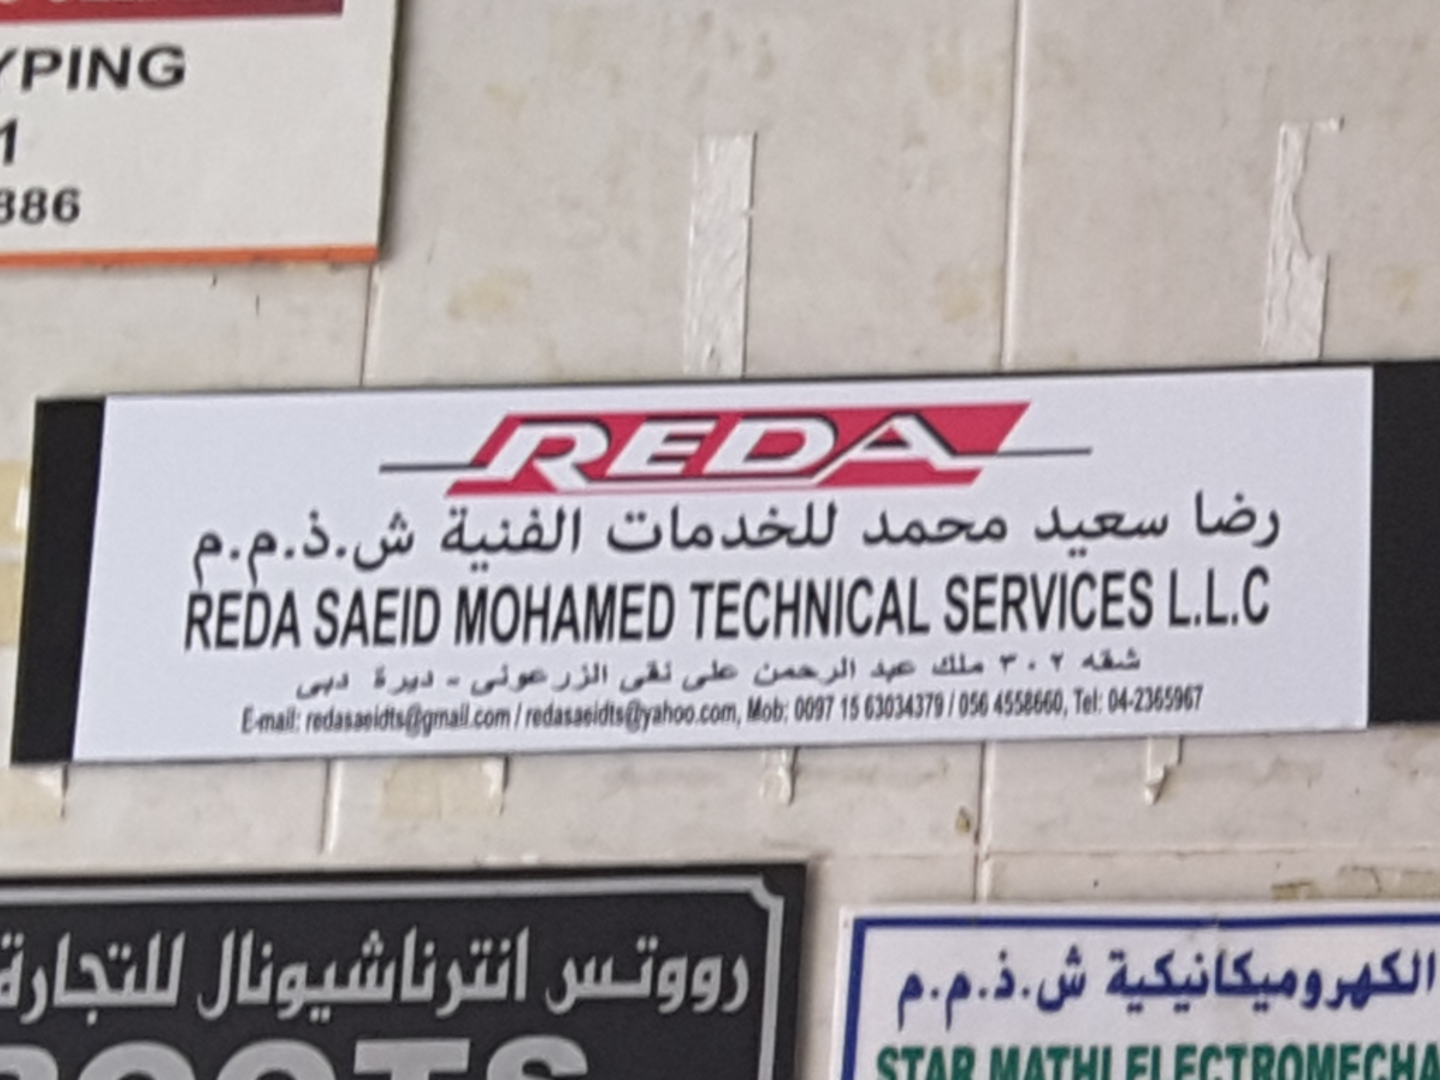 YPING
1
886
REDA
رضا سعيد محمد للخدمات الفنية ش.ذ.م.م
REDA SAEID MOHAMED TECHNICAL SERVICES L.L.C
شقه ٣٠٢ ملك عبد الرحمن على نقى الزرعونى - ديرة دبى
E-mail: redasaeidts@gmail.com / redasaeidts@yahoo.com, Mob: 0097 15 63034379 / 056 4558660, Tel: 04-2365967
رووتس انترناشيونال للتجارة
ROOTS
الكهروميكانيكية ش.ذ.م.م
STAR MATHI ELECTROMECHA